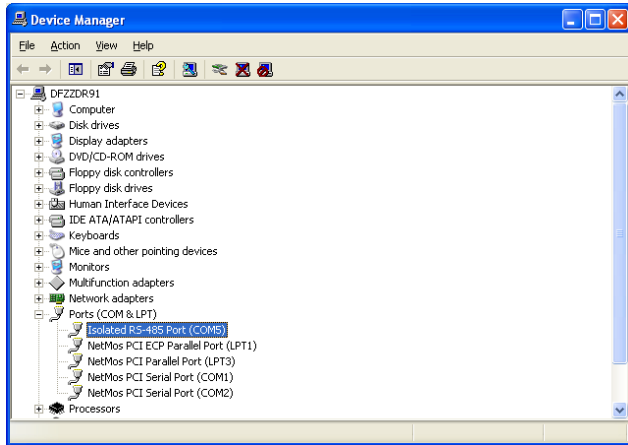 Device Manager
File Action View Help
DFZZDR91
Computer
Disk drives
Display adapters
DVD/CD-ROM drives
Floppy disk controllers
Floppy disk drives
Human Interface Devices
IDE ATA/ATAPI controllers
Keyboards
Mice and other pointing devices
Monitors
Multifunction adapters
Network adapters
Ports (COM & LPT)
Isolated RS-485 Port (COM5)
NetMos PCI ECP Parallel Port (LPT1)
NetMos PCI Parallel Port (LPT3)
NetMos PCI Serial Port (COM1)
NetMos PCI Serial Port (COM2)
Processors